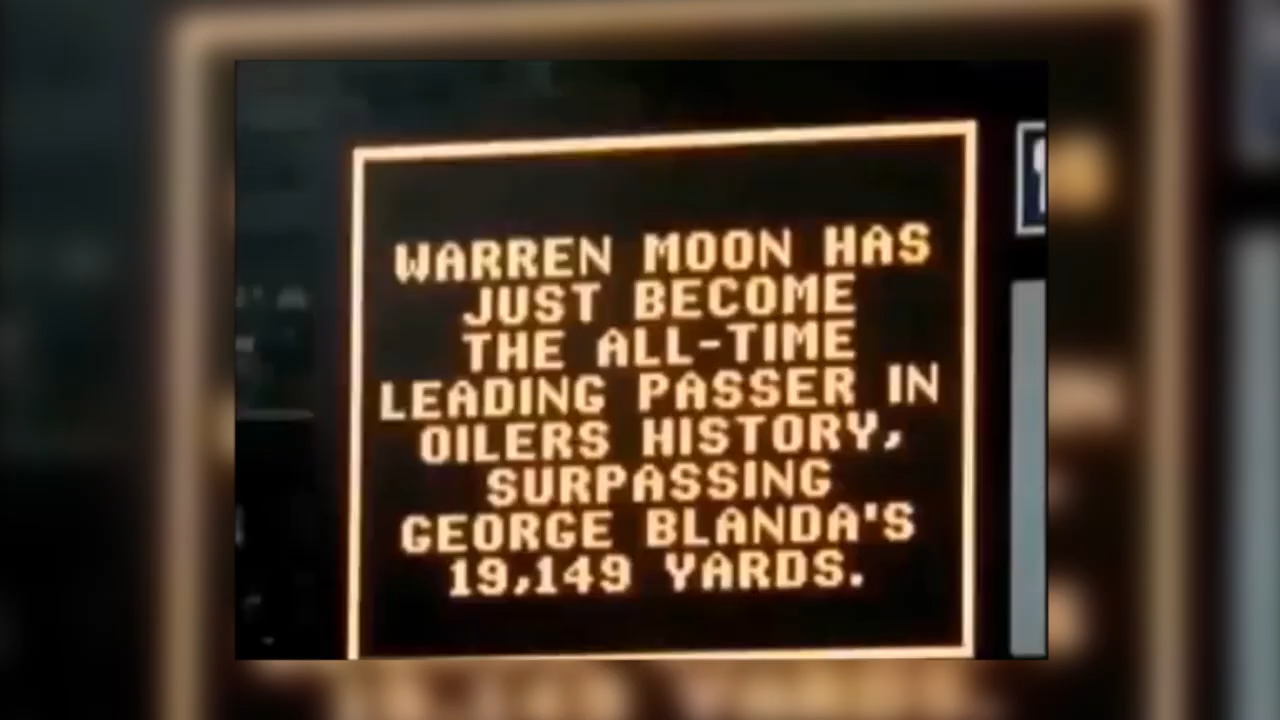 WARREN MOON HAS
JUST BECOME
THE ALL-TIME
LEADING PASSER IN
OILERS HISTORY,
SURPASSING
GEORGE BLANDA'S
19,149 YARDS.